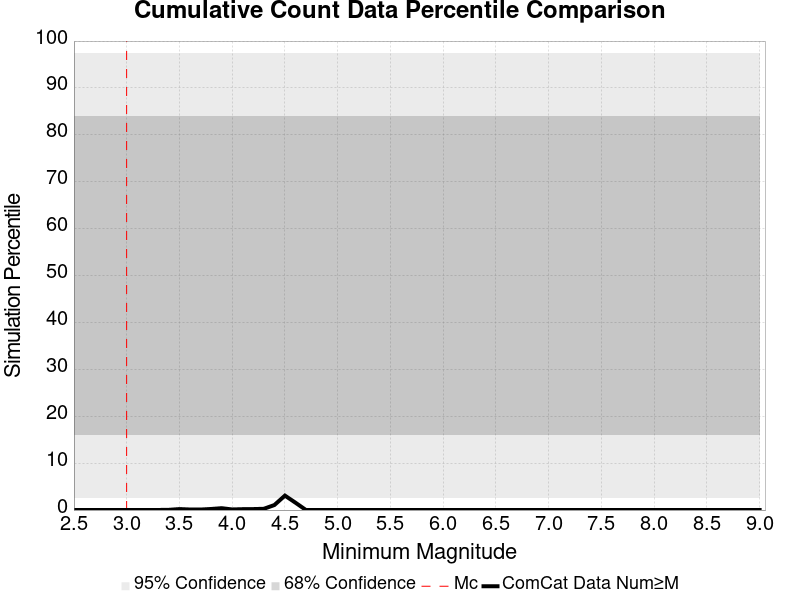 Cumulative Count Data Percentile Comparison
100
90
80
70
60
50
40
30
20
10
0
Simulation Percentile
2.5 3.0 3.5 4.0 4.5 5.0 5.5 6.0 6.5 7.0 7.5 8.0 8.5 9.0
Minimum Magnitude
95% Confidence 68% Confidence Mc ComCat Data Num≥M